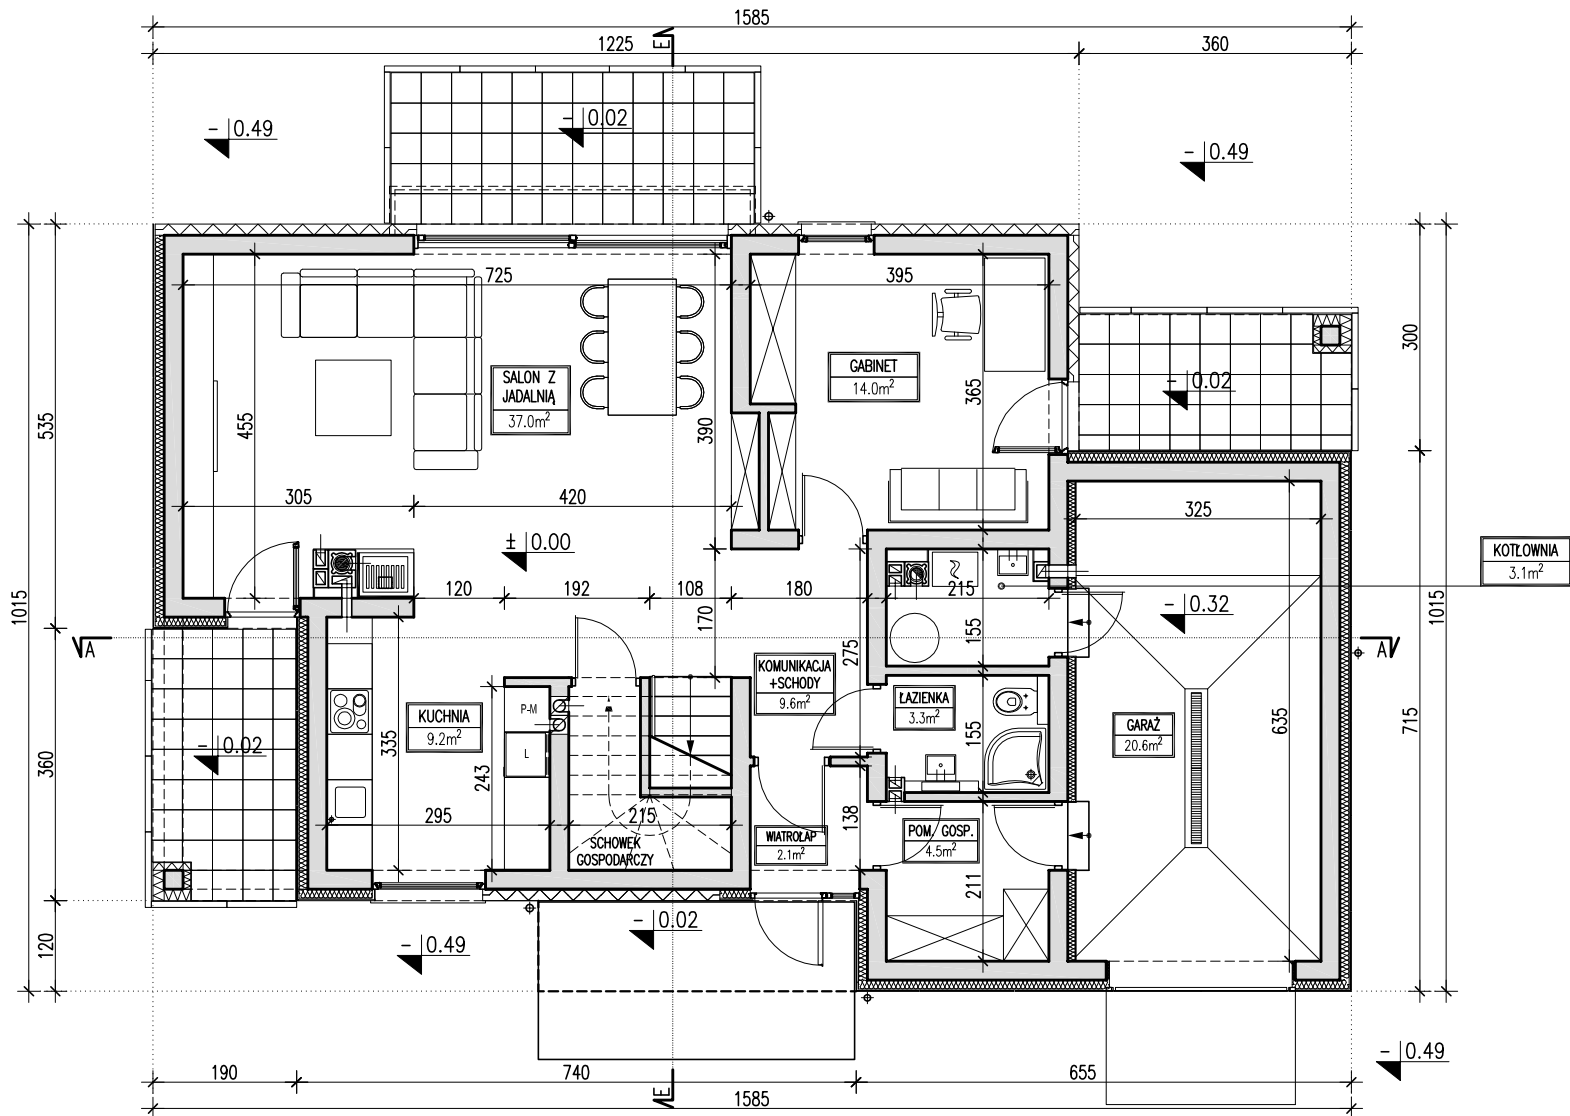 1585
1225
360
E
- 0.49
- 0.02
- 0.49
725
395
300
GABINET
14.0m²
365
- 0.02
SALON Z
JADALNIĄ
37.0m²
535
455
390
305
420
325
1015
± 0.00
KOTŁOWNIA
3.1m²
120
192
108
180
215
- 0.32
1015
170
155
275
A
A
KOMUNIKACJA
+SCHODY
9.6m²
ŁAZIENKA
3.3m²
KUCHNIA
9.2m²
P-M
GARAŻ
20.6m²
635
715
- 0.02
335
L
155
360
243
295
215
138
WIATROŁAP
2.1m²
POM. GOSP.
4.5m²
SCHOWEK
GOSPODARCZY
211
- 0.02
120
- 0.49
- 0.49
190
740
655
E
1585